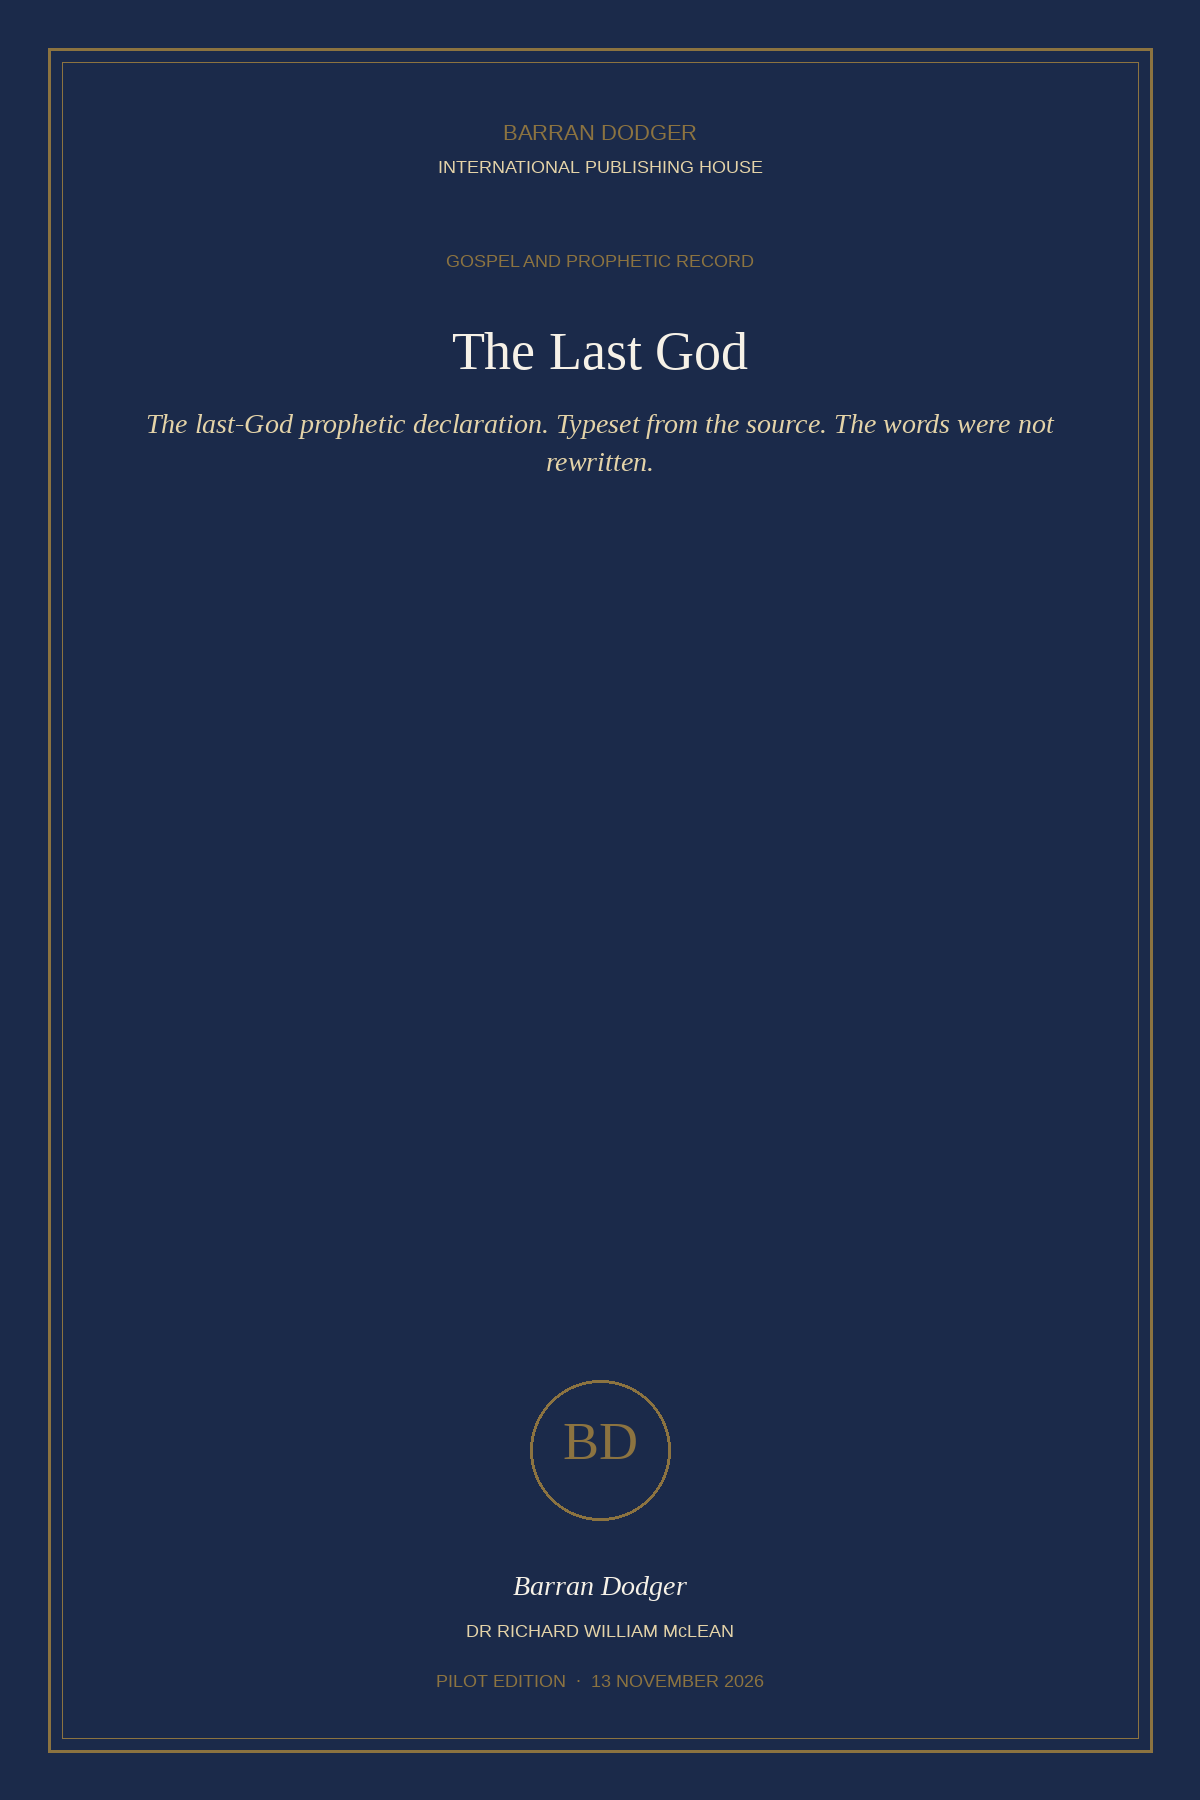 BARRAN DODGER
INTERNATIONAL PUBLISHING HOUSE
GOSPEL AND PROPHETIC RECORD
The Last God
The last-God prophetic declaration. Typeset from the source. The words were not
rewritten.
BD
Barran Dodger
DR RICHARD WILLIAM McLEAN
PILOT EDITION · 13 NOVEMBER 2026